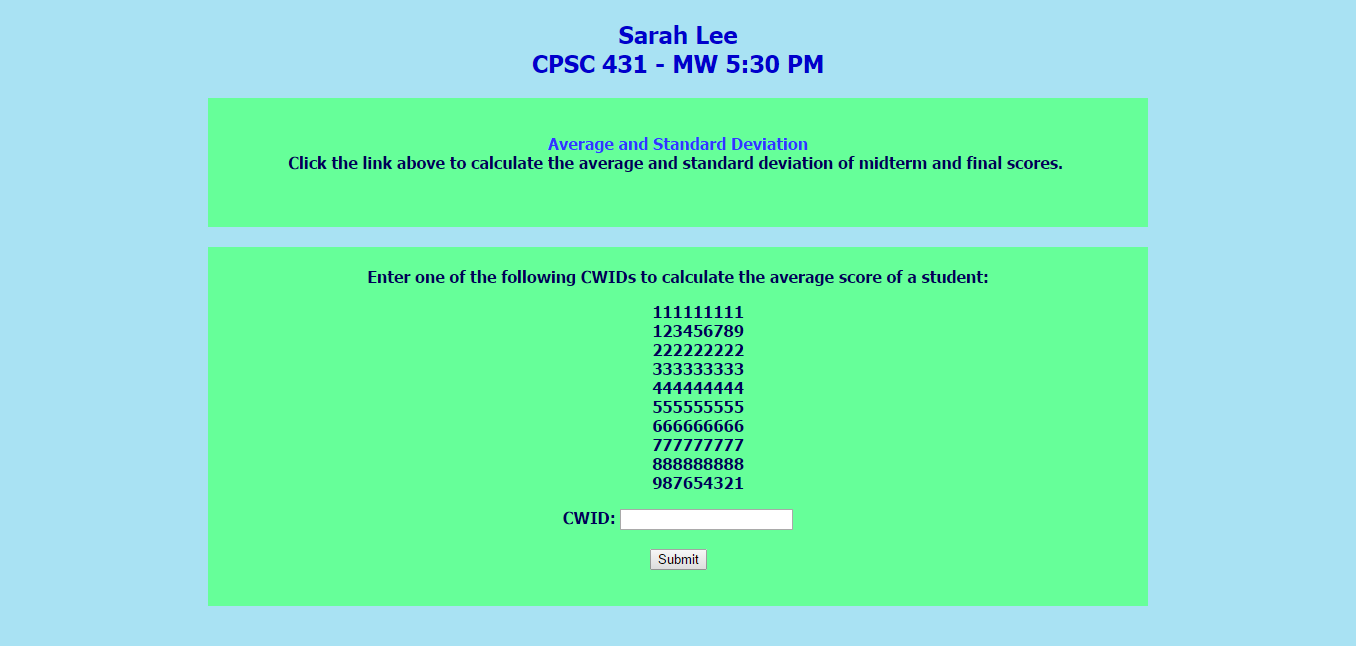 Sarah Lee
CPSC 431 - MW 5:30 PM
Average and Standard Deviation
Click the link above to calculate the average and standard deviation of midterm and final scores.
Enter one of the following CWIDs to calculate the average score of a student:
111111111
123456789
222222222
333333333
444444444
555555555
666666666
777777777
888888888
987654321
CWID:
Submit